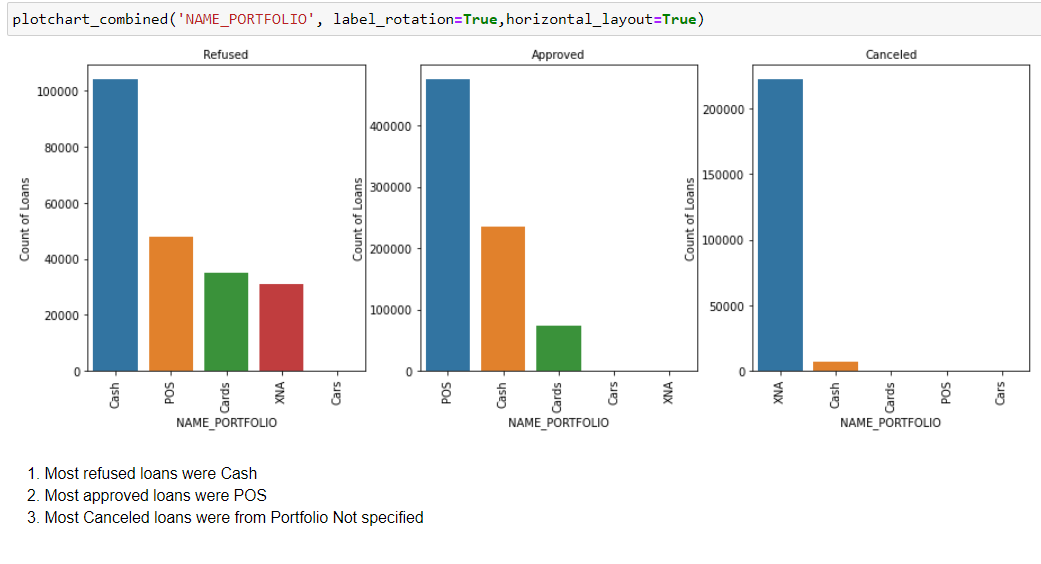 plotchart_combined('NAME_PORTFOLIO', label_rotation=True,horizontal_layout=True)
Refused
Approved
Canceled
Count of Loans
100000
80000
60000
40000
20000
0
Cash
POS
Cards
XNA
Cars
NAME_PORTFOLIO
Count of Loans
400000
300000
200000
100000
0
POS
Cash
Cards
Cars
XNA
NAME_PORTFOLIO
Count of Loans
200000
150000
100000
50000
0
XNA
Cash
Cards
POS
Cars
NAME_PORTFOLIO
1. Most refused loans were Cash
2. Most approved loans were POS
3. Most Canceled loans were from Portfolio Not specified